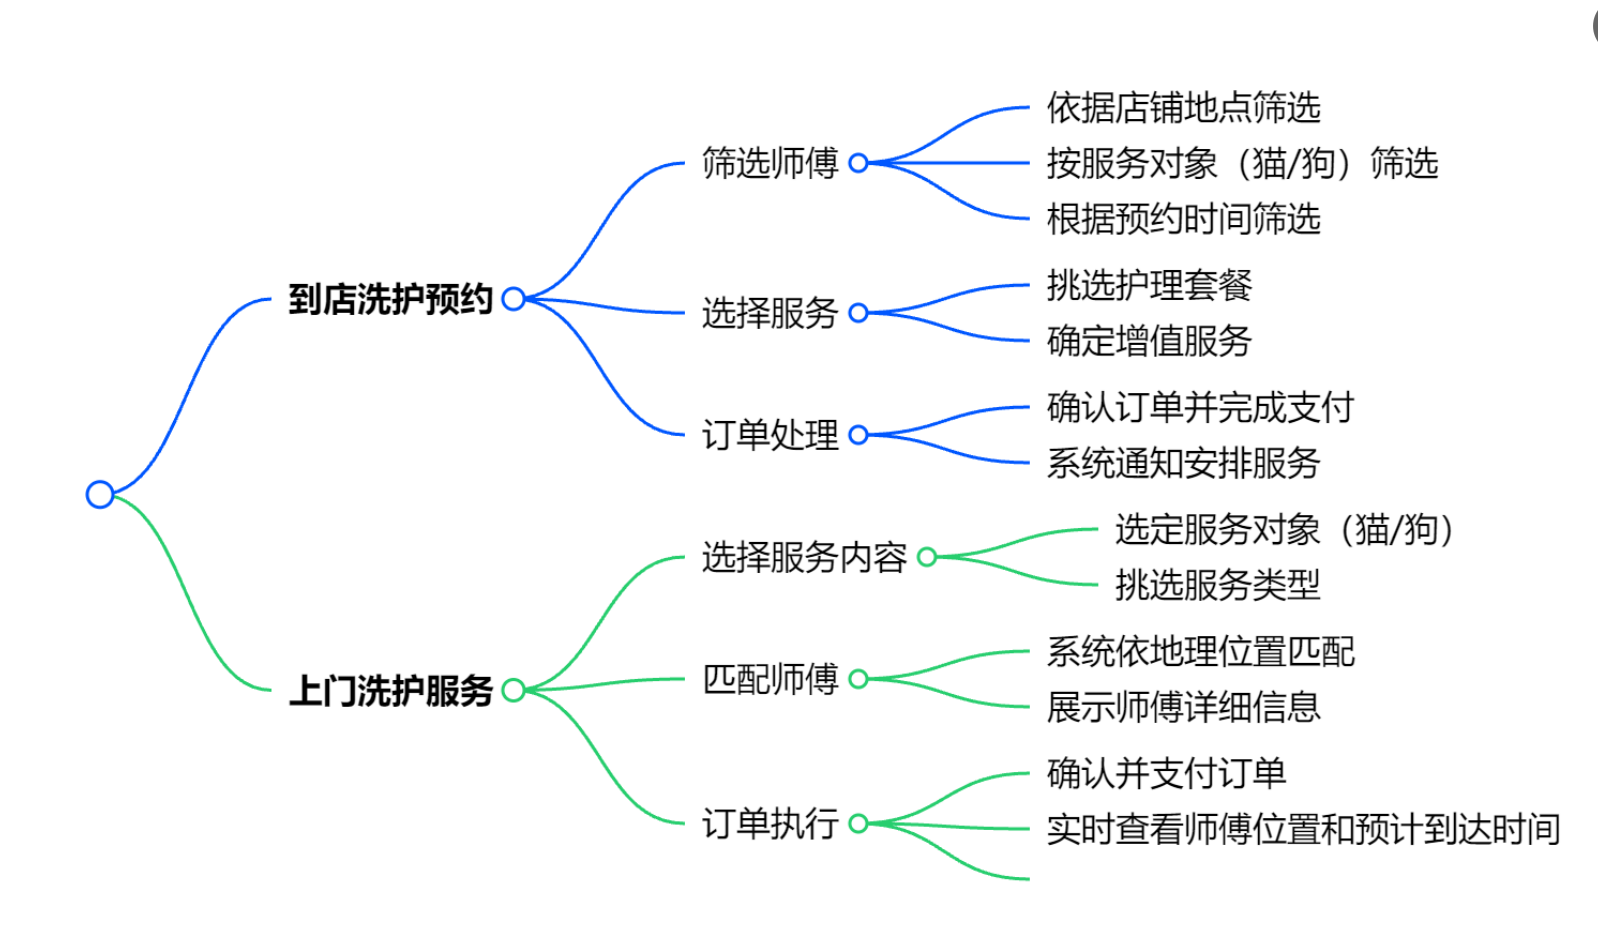 到店洗护预约
筛选师傅
依据店铺地点筛选
按服务对象（猫/狗）筛选
根据预约时间筛选
选择服务
挑选护理套餐
确定增值服务
订单处理
确认订单并完成支付
系统通知安排服务
上门洗护服务
选择服务内容
选定服务对象（猫/狗）
挑选服务类型
匹配师傅
系统依地理位置匹配
展示师傅详细信息
订单执行
确认并支付订单
实时查看师傅位置和预计到达时间